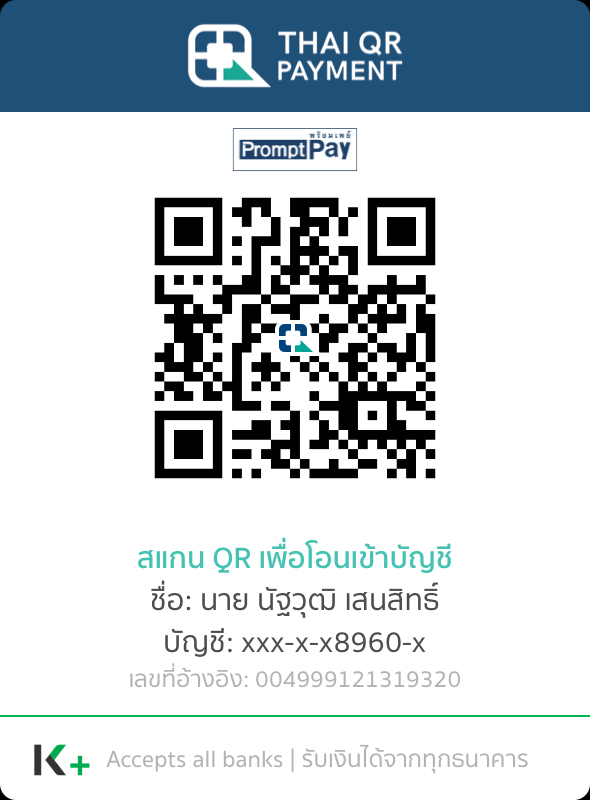 THAI QR
PAYMENT
พร้อมเพย์
PromptPay
สแกน QR เพื่อโอนเข้าบัญชี
ชื่อ: นาย นัฐวุฒิ เสนสิทธิ์
บัญชี: xxx-x-x8960-x
เลขที่อ้างอิง: 004999121319320
K+ Accepts all banks | รับเงินได้จากทุกธนาคาร